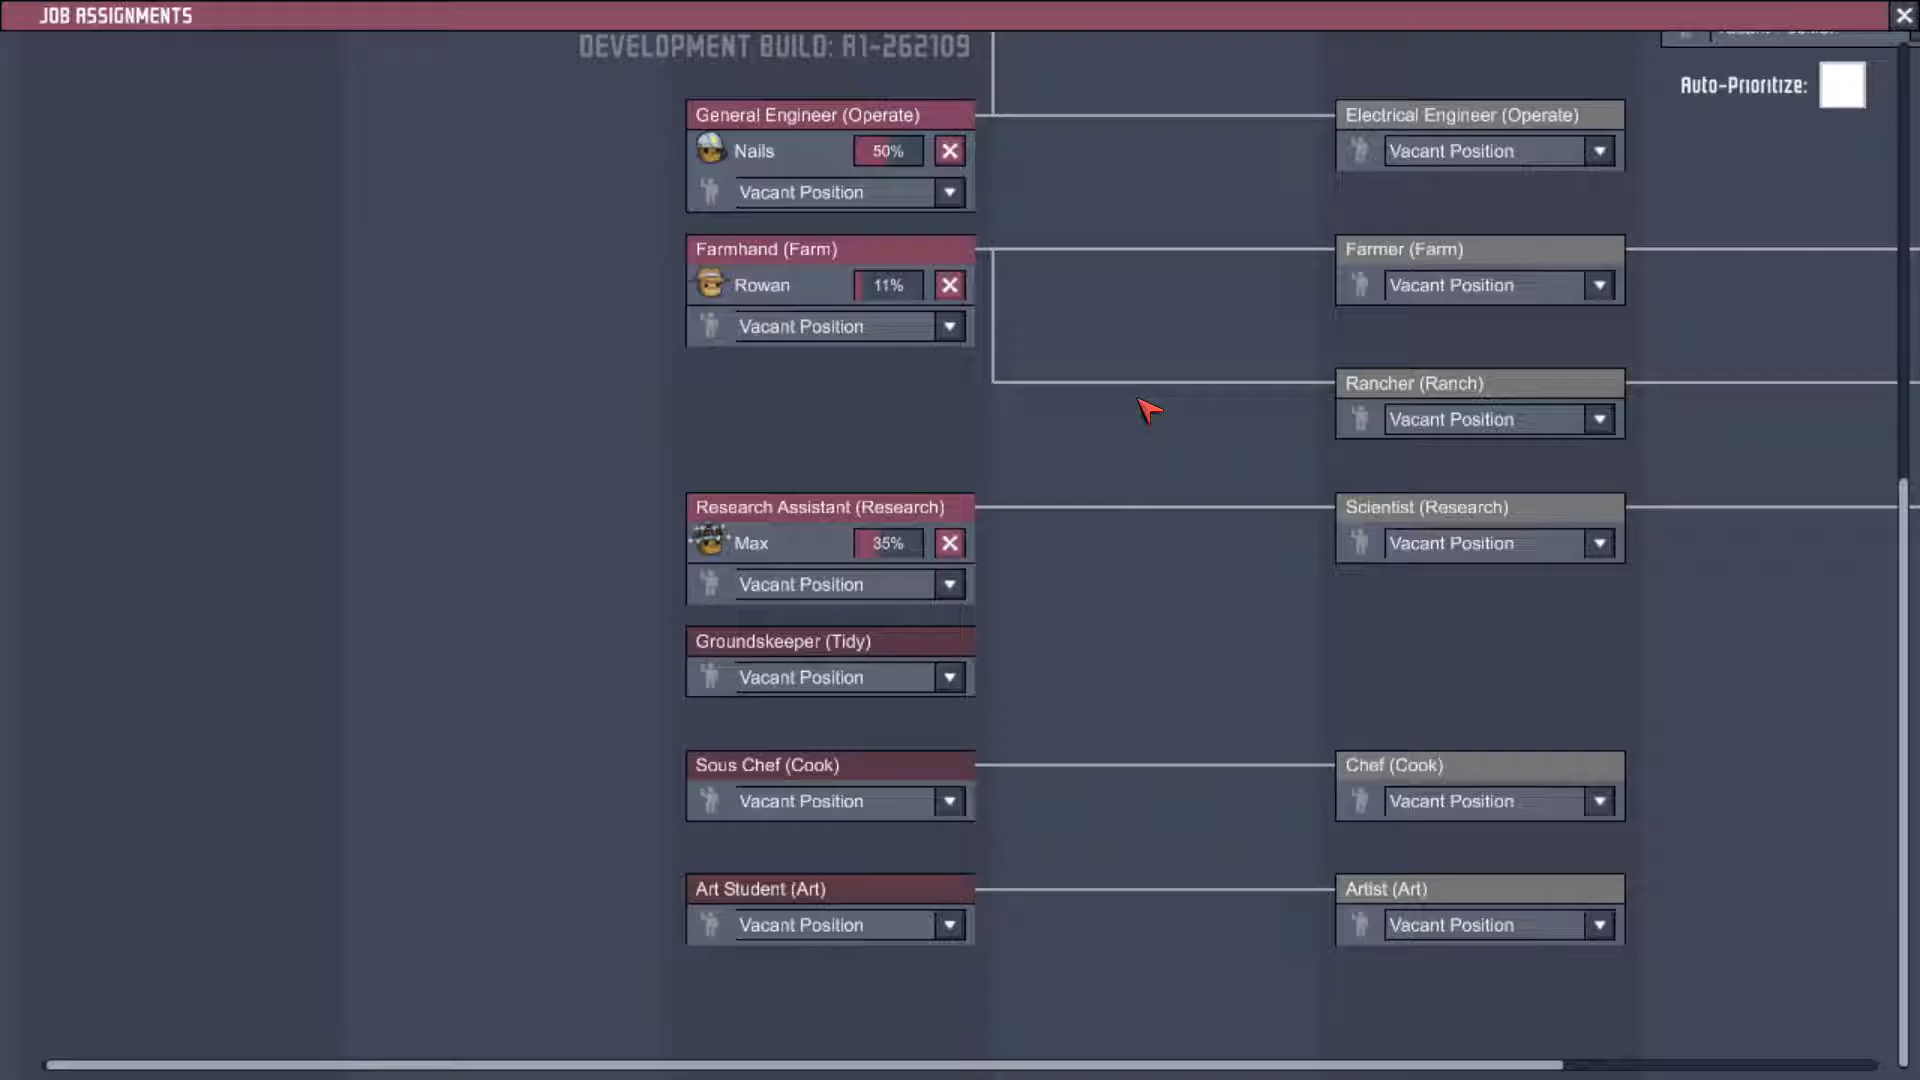 JOB ASSIGNMENTS
DEVELOPMENT BUILD: A1-262109
Auto-Prioritize:
General Engineer (Operate)
Nails 50%
Vacant Position
Electrical Engineer (Operate)
Vacant Position
Farmhand (Farm)
Rowan 11%
Vacant Position
Farmer (Farm)
Vacant Position
Rancher (Ranch)
Vacant Position
Research Assistant (Research)
Max 35%
Vacant Position
Scientist (Research)
Vacant Position
Groundskeeper (Tidy)
Vacant Position
Sous Chef (Cook)
Vacant Position
Chef (Cook)
Vacant Position
Art Student (Art)
Vacant Position
Artist (Art)
Vacant Position